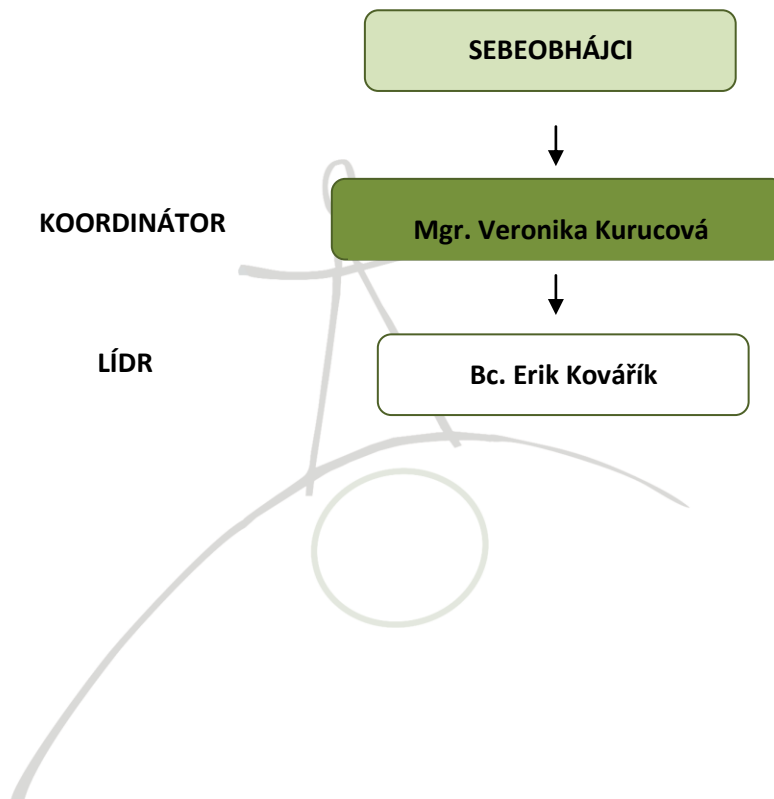 SEBEOBHÁJCI
KOORDINÁTOR
Mgr. Veronika Kurucová
LÍDR
Bc. Erik Kovářík